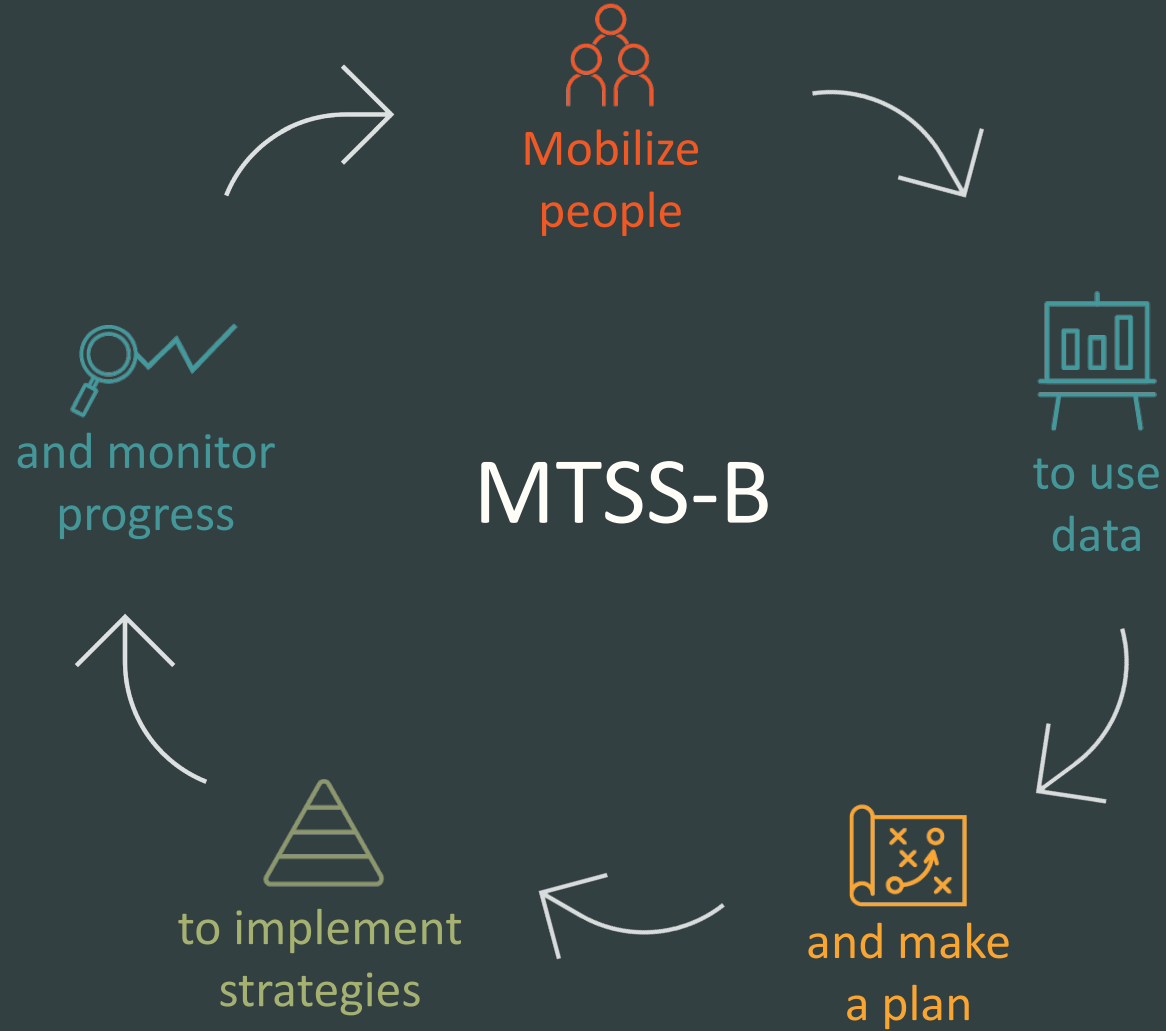 Mobilize
people
to use
data
and make
a plan
to implement
strategies
and monitor
progress
MTSS-B